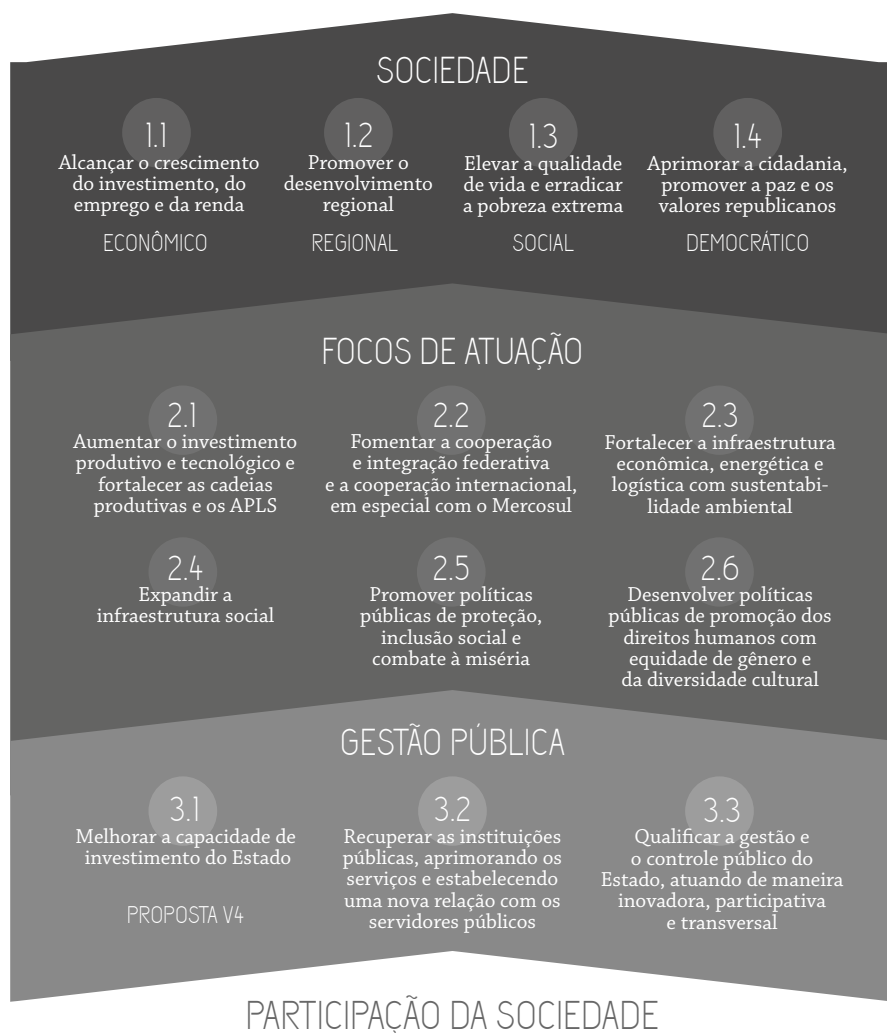 SOCIEDADE
1.1
Alcançar o crescimento
do investimento, do
emprego e da renda
ECONÔMICO
1.2
Promover o
desenvolvimento
regional
REGIONAL
1.3
Elevar a qualidade
de vida e erradicar
a pobreza extrema
SOCIAL
1.4
Aprimorar a cidadania,
promover a paz e os
valores republicanos
DEMOCRÁTICO
FOCOS DE ATUAÇÃO
2.1
Aumentar o investimento
produtivo e tecnológico e
fortalecer as cadeias
produtivas e os APLS
2.2
Fomentar a cooperação
e integração federativa
e a cooperação internacional,
em especial com o Mercosul
2.3
Fortalecer a infraestrutura
econômica, energética e
logística com sustentabi-
lidade ambiental
2.4
Expandir a
infraestrutura social
2.5
Promover políticas
públicas de proteção,
inclusão social e
combate à miséria
2.6
Desenvolver políticas
públicas de promoção dos
direitos humanos com
equidade de gênero e
da diversidade cultural
GESTÃO PÚBLICA
3.1
Melhorar a capacidade de
investimento do Estado
PROPOSTA V4
3.2
Recuperar as instituições
públicas, aprimorando os
serviços e estabelecendo
uma nova relação com os
servidores públicos
3.3
Qualificar a gestão e
o controle público do
Estado, atuando de maneira
inovadora, participativa
e transversal
PARTICIPAÇÃO DA SOCIEDADE